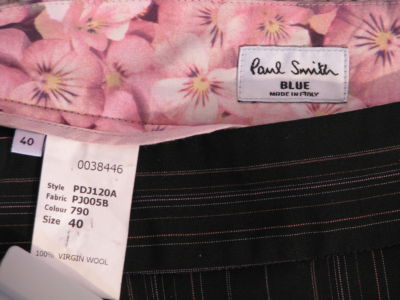 Paul Smith
BLUE
MADE IN ITALY
40
0038446
Style PDJ120A
Fabric PJ005B
Colour 790
Size 40
100% VIRGIN WOOL